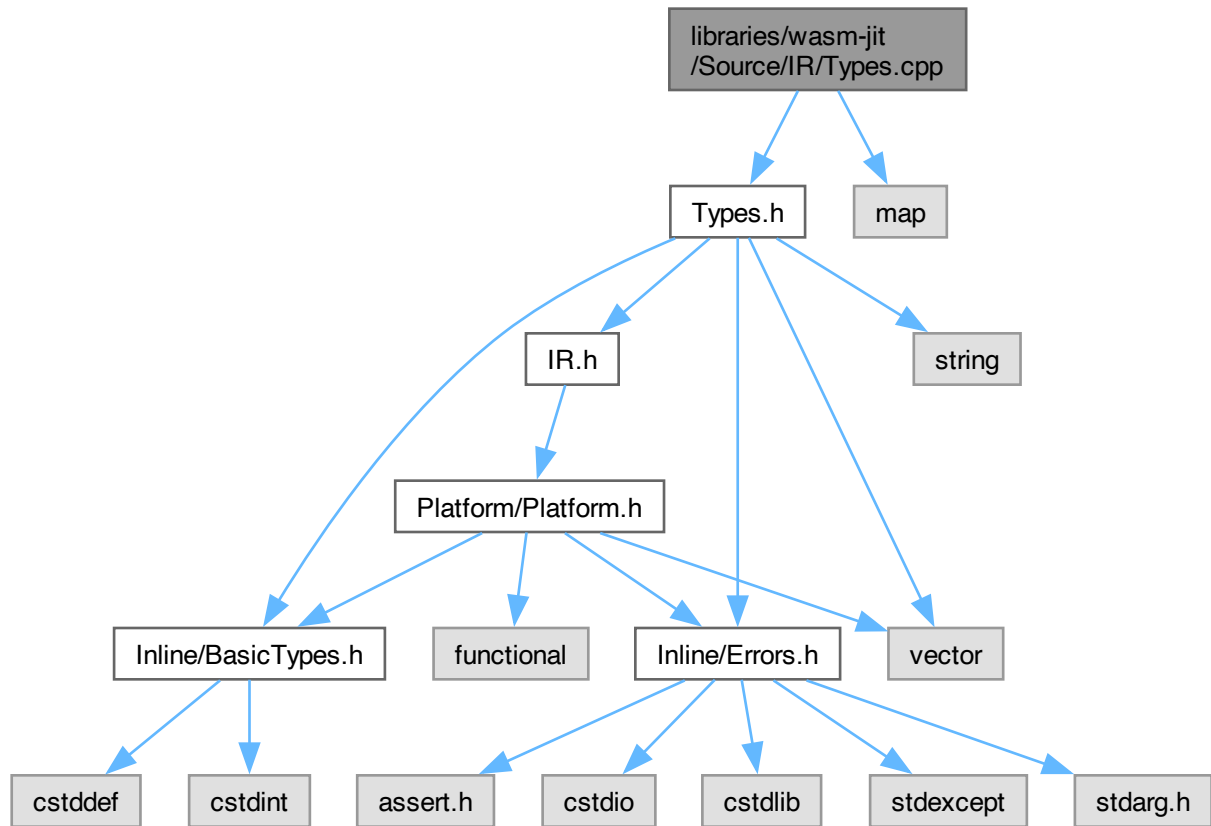 libraries/wasm-jit
/Source/IR/Types.cpp
Types.h
map
IR.h
string
Platform/Platform.h
Inline/BasicTypes.h
functional
Inline/Errors.h
vector
cstddef
cstdint
assert.h
cstdio
cstdlib
stdexcept
stdarg.h